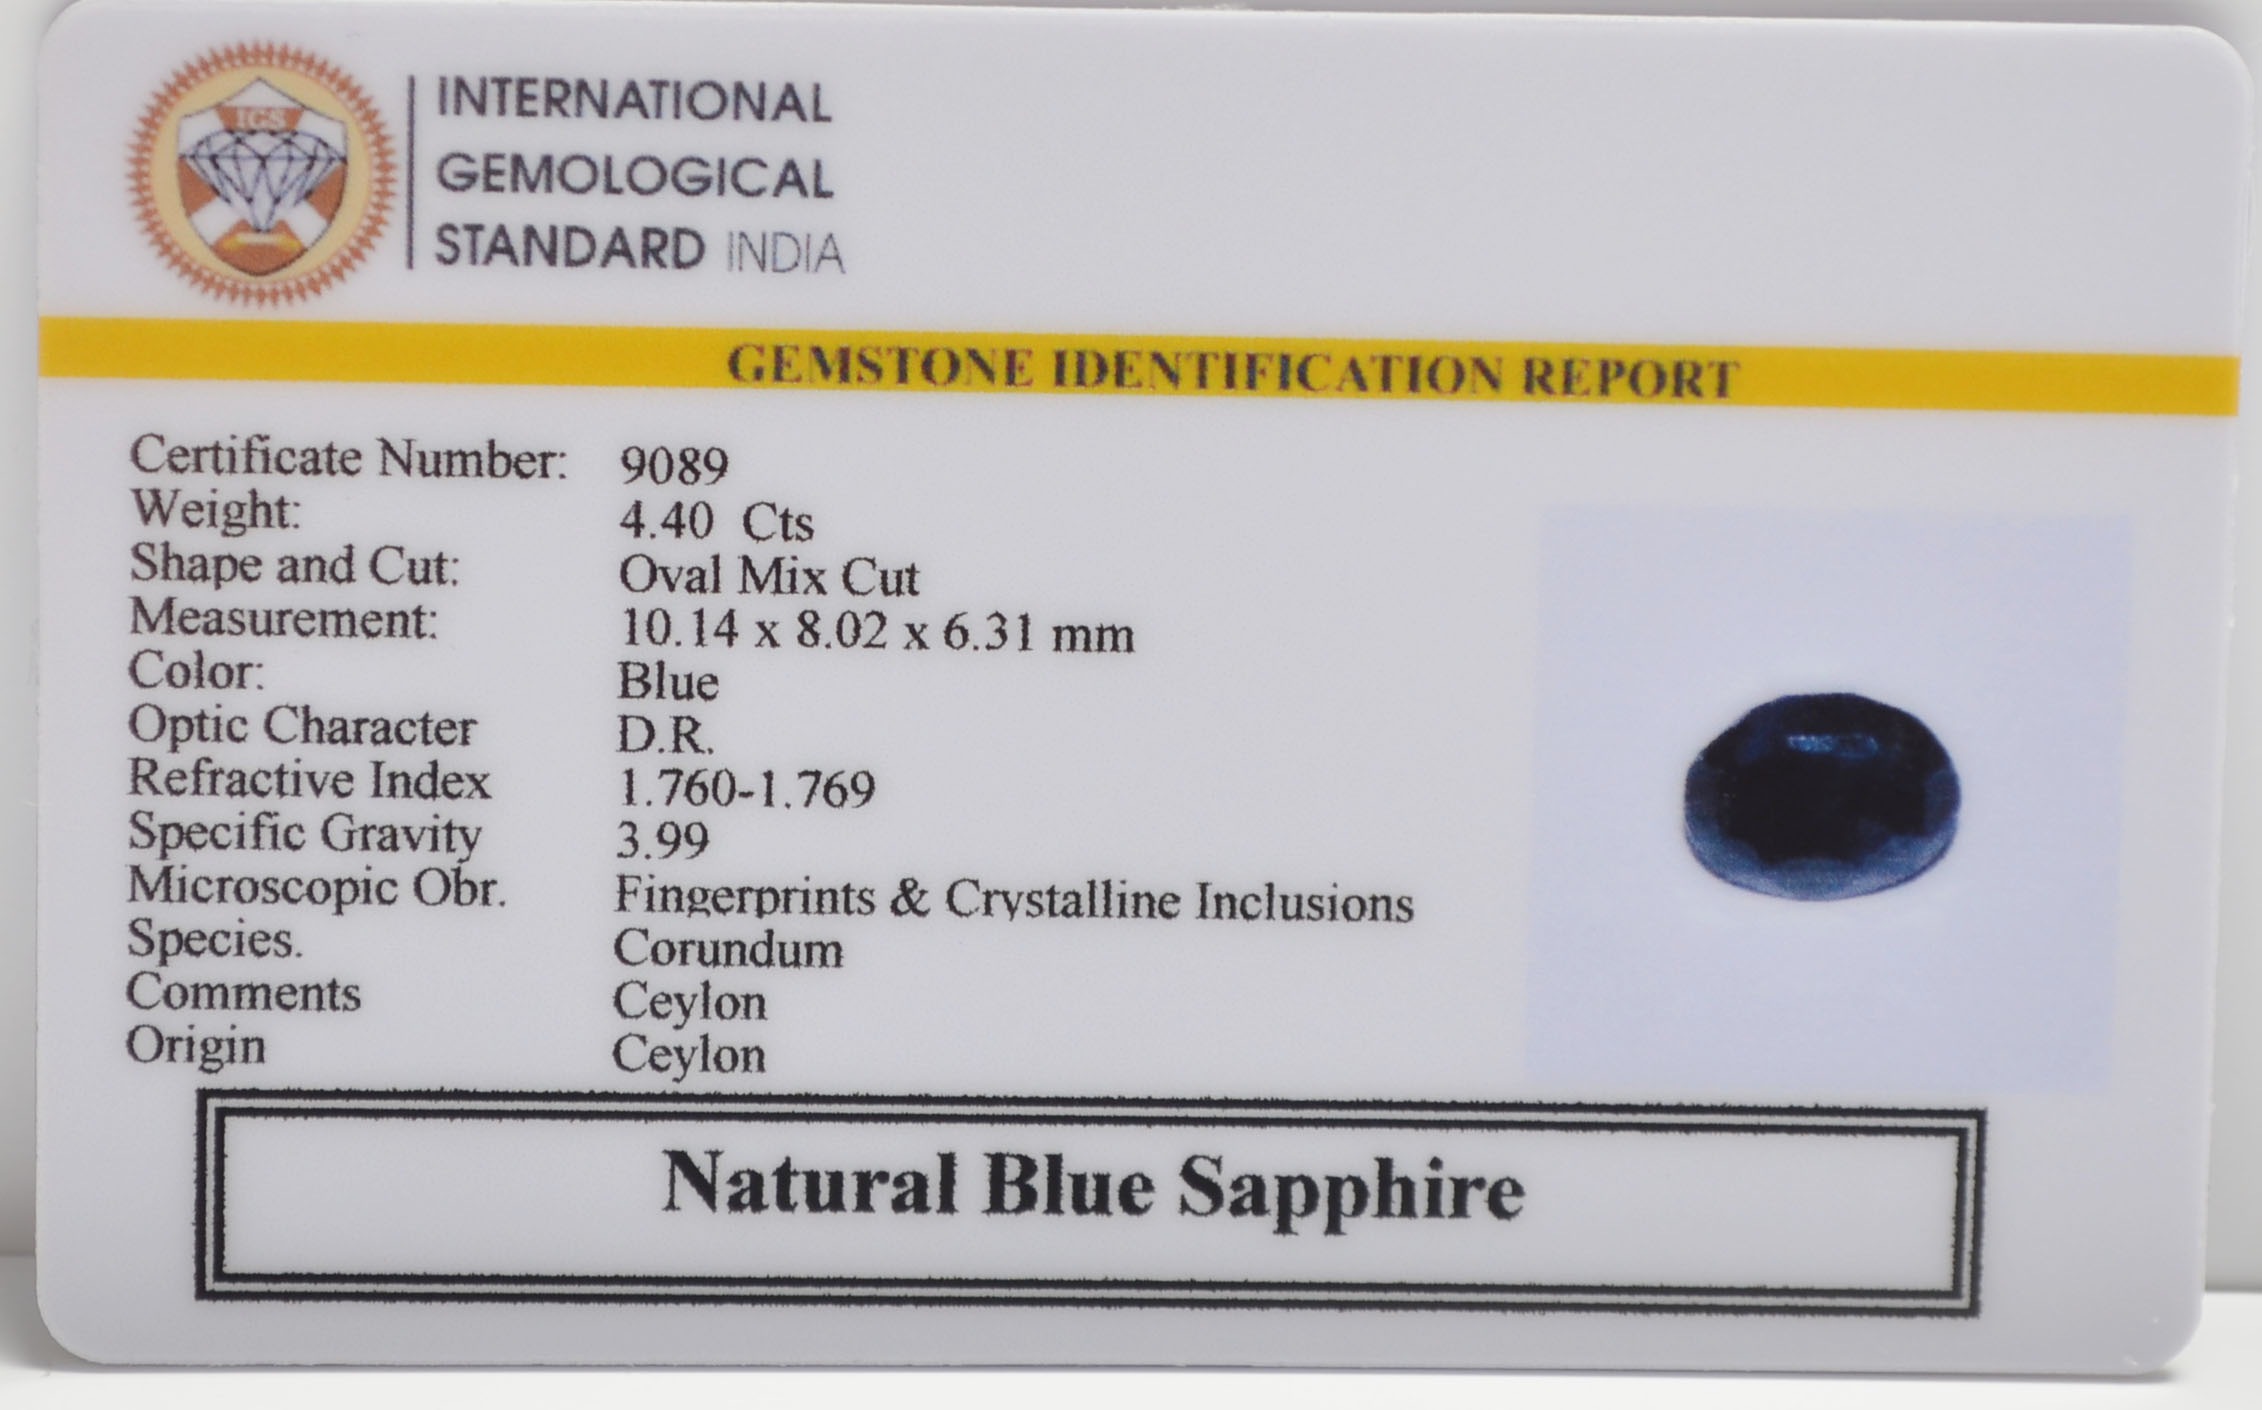 IGS
INTERNATIONAL
GEMOLOGICAL
STANDARD INDIA
GEMSTONE IDENTIFICATION REPORT
Certificate Number: 9089
Weight: 4.40 Cts
Shape and Cut: Oval Mix Cut
Measurement: 10.14 x 8.02 x 6.31 mm
Color: Blue
Optic Character D.R.
Refractive Index 1.760-1.769
Specific Gravity 3.99
Microscopic Obr. Fingerprints & Crystalline Inclusions
Species. Corundum
Comments Ceylon
Origin Ceylon
Natural Blue Sapphire